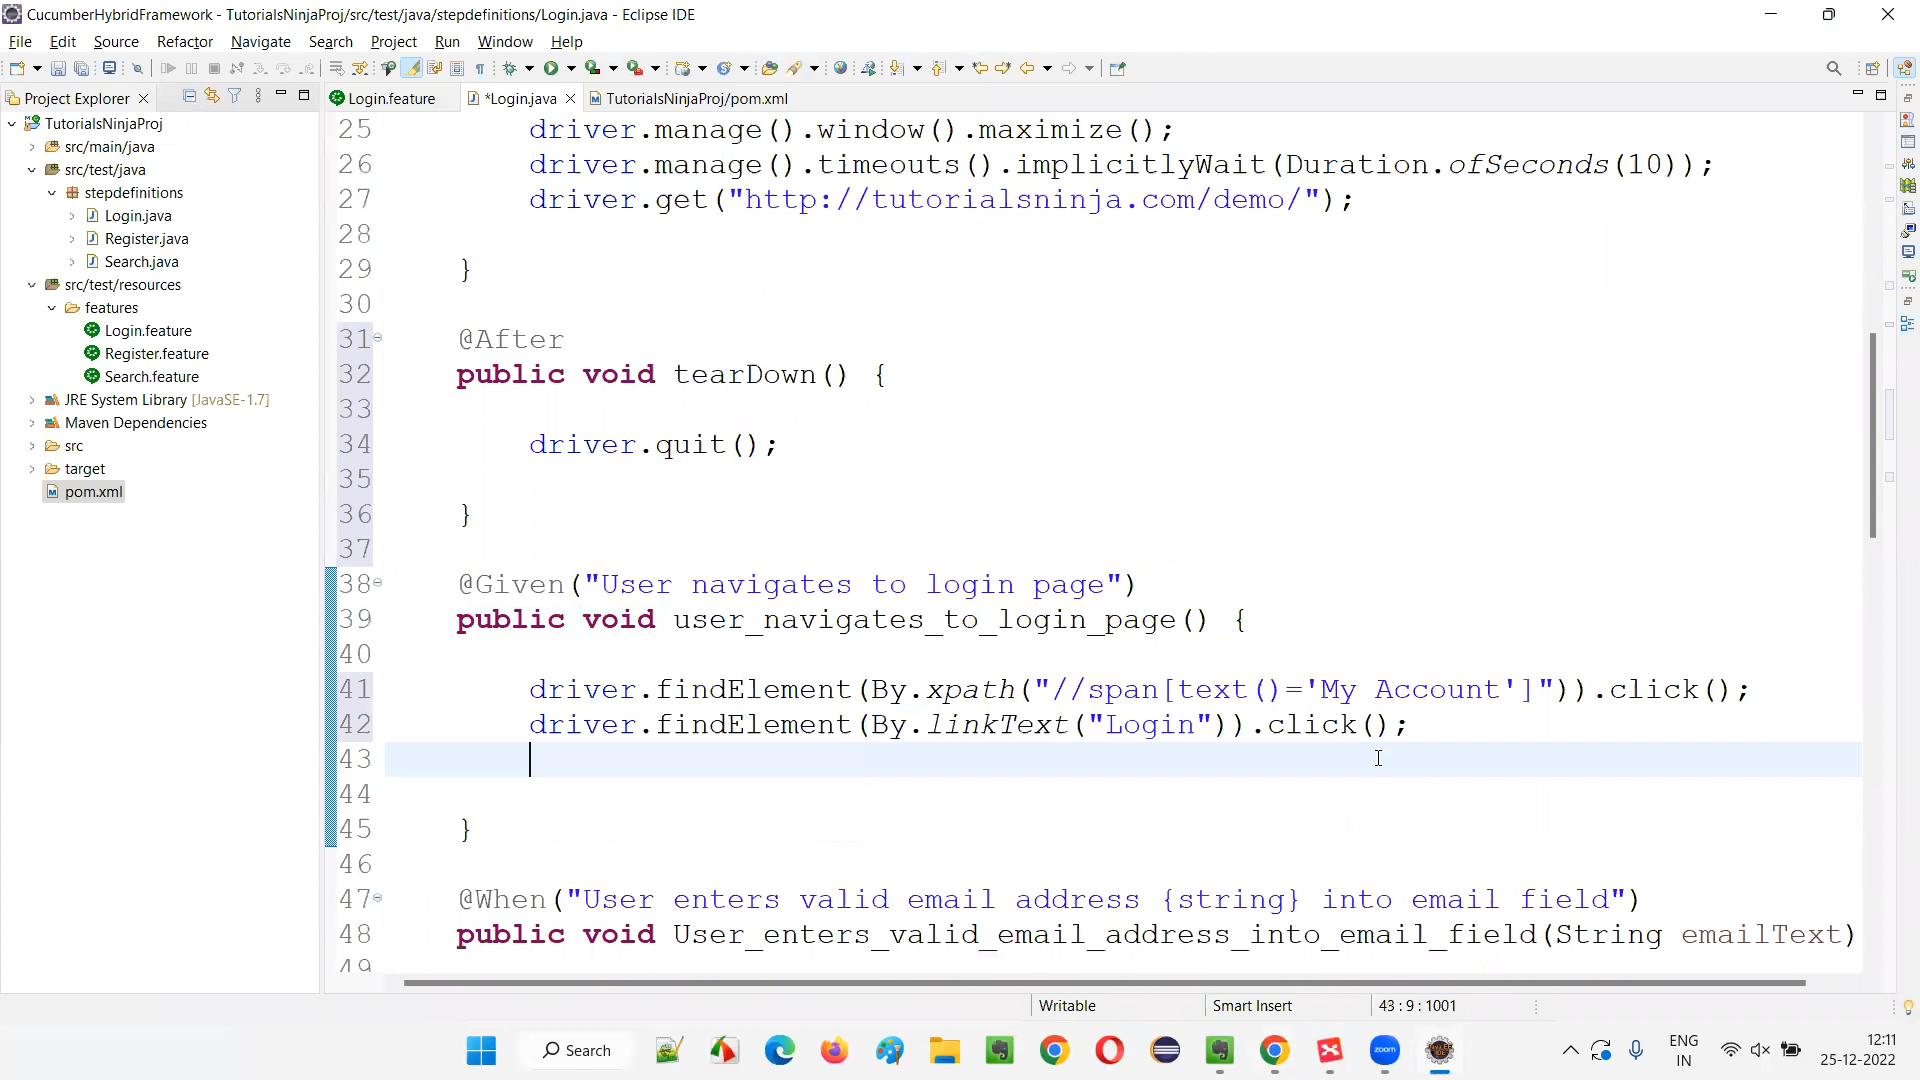 CucumberHybridFramework - TutorialsNinjaProj/src/test/java/stepdefinitions/Login.java - Eclipse IDE
File Edit Source Refactor Navigate Search Project Run Window Help
Project Explorer
Login.feature *Login.java TutorialsNinjaProj/pom.xml
TutorialsNinjaProj
src/main/java
src/test/java
stepdefinitions
Login.java
Register.java
Search.java
src/test/resources
features
Login.feature
Register.feature
Search.feature
JRE System Library [JavaSE-1.7]
Maven Dependencies
src
target
pom.xml
25 driver.manage().window().maximize();
26 driver.manage().timeouts().implicitlyWait(Duration.ofSeconds(10));
27 driver.get("http://tutorialsninja.com/demo/");
28
29 }
30
31 @After
32 public void tearDown() {
33
34 driver.quit();
35
36 }
37
38 @Given("User navigates to login page")
39 public void user_navigates_to_login_page() {
40
41 driver.findElement(By.xpath("//span[text()='My Account']")).click();
42 driver.findElement(By.linkText("Login")).click();
43
44
45 }
46
47 @When("User enters valid email address {string} into email field")
48 public void User_enters_valid_email_address_into_email_field(String emailText)
49
Writable Smart Insert 43 : 9 : 1001
Search
zoom
ENG
IN
12:11
25-12-2022